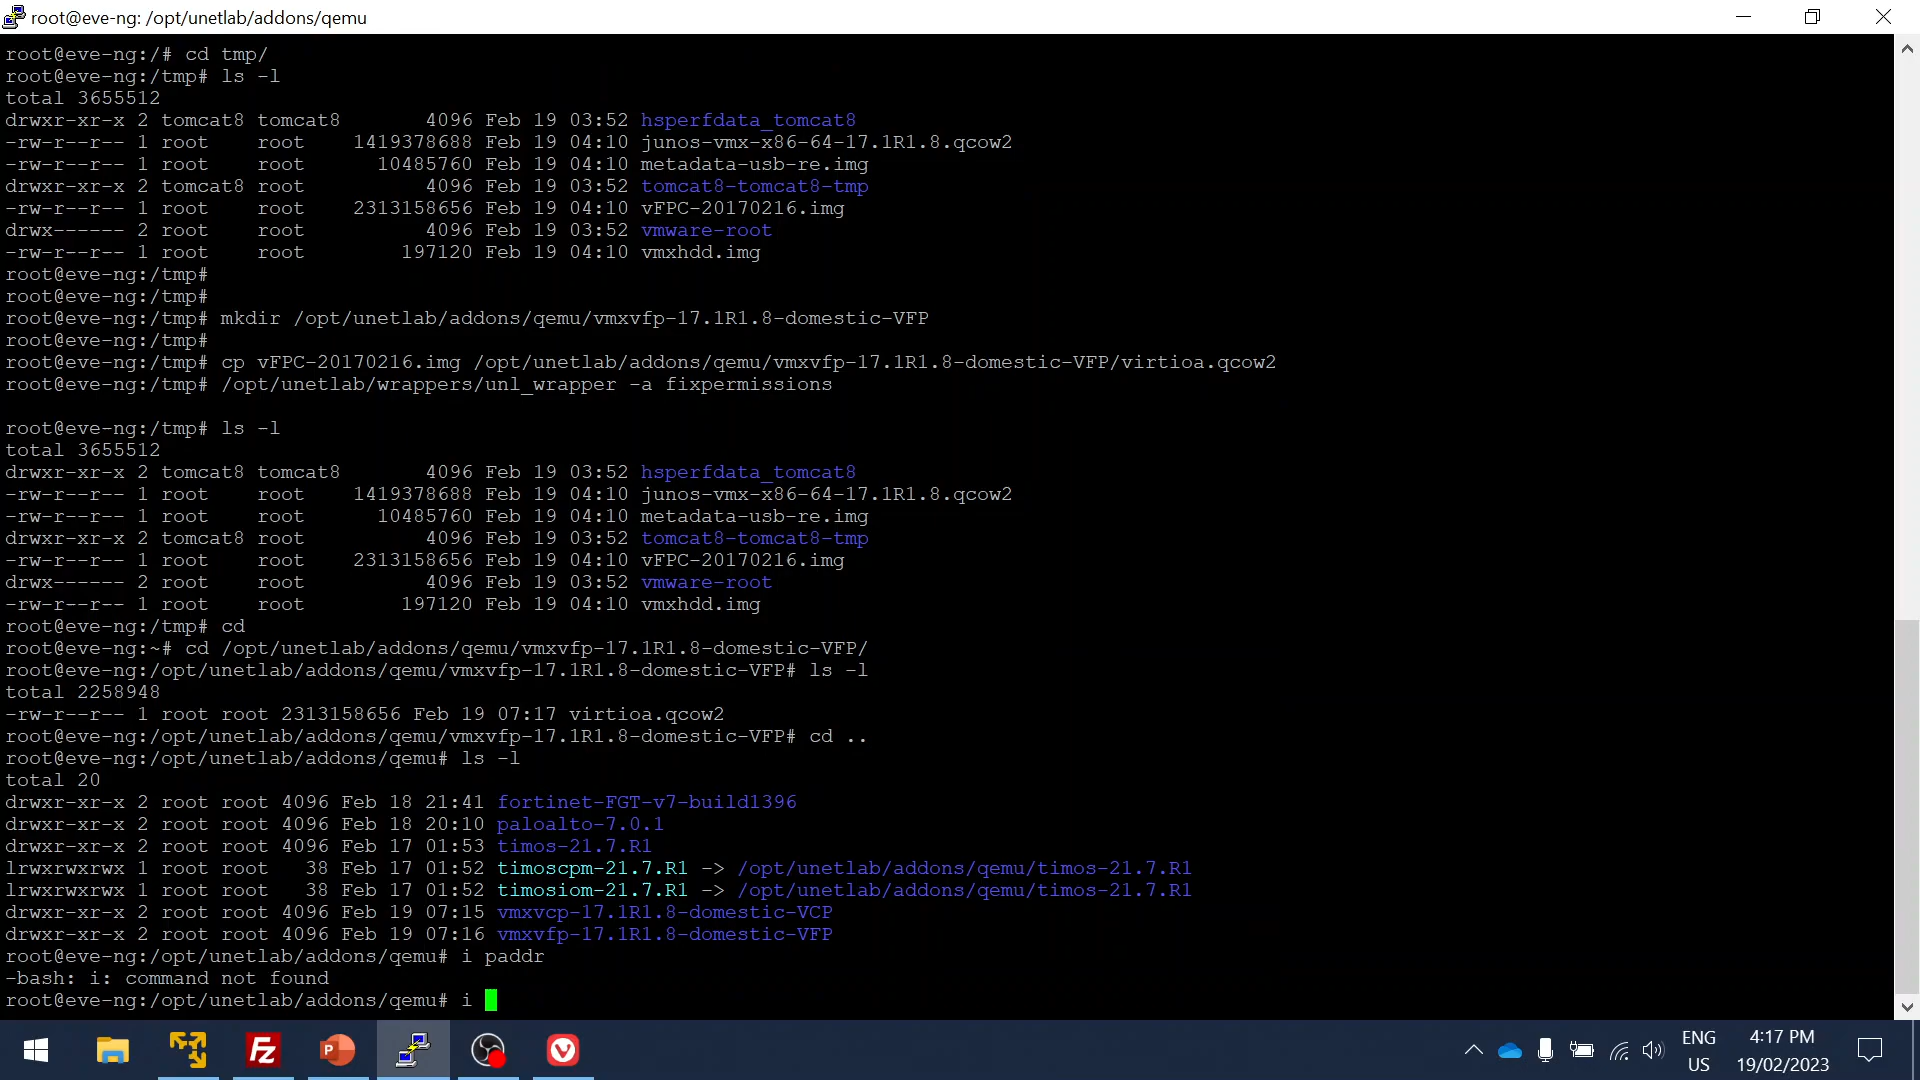 root@eve-ng: /opt/unetlab/addons/qemu
root@eve-ng:/# cd tmp/
root@eve-ng:/tmp# ls -l
total 3655512
drwxr-xr-x 2 tomcat8 tomcat8       4096 Feb 19 03:52 hsperfdata_tomcat8
-rw-r--r-- 1 root    root    1419378688 Feb 19 04:10 junos-vmx-x86-64-17.1R1.8.qcow2
-rw-r--r-- 1 root    root      10485760 Feb 19 04:10 metadata-usb-re.img
drwxr-xr-x 2 tomcat8 root          4096 Feb 19 03:52 tomcat8-tomcat8-tmp
-rw-r--r-- 1 root    root    2313158656 Feb 19 04:10 vFPC-20170216.img
drwx------ 2 root    root          4096 Feb 19 03:52 vmware-root
-rw-r--r-- 1 root    root        197120 Feb 19 04:10 vmxhdd.img
root@eve-ng:/tmp#
root@eve-ng:/tmp#
root@eve-ng:/tmp# mkdir /opt/unetlab/addons/qemu/vmxvfp-17.1R1.8-domestic-VFP
root@eve-ng:/tmp#
root@eve-ng:/tmp# cp vFPC-20170216.img /opt/unetlab/addons/qemu/vmxvfp-17.1R1.8-domestic-VFP/virtioa.qcow2
root@eve-ng:/tmp# /opt/unetlab/wrappers/unl_wrapper -a fixpermissions
root@eve-ng:/tmp# ls -l
total 3655512
drwxr-xr-x 2 tomcat8 tomcat8       4096 Feb 19 03:52 hsperfdata_tomcat8
-rw-r--r-- 1 root    root    1419378688 Feb 19 04:10 junos-vmx-x86-64-17.1R1.8.qcow2
-rw-r--r-- 1 root    root      10485760 Feb 19 04:10 metadata-usb-re.img
drwxr-xr-x 2 tomcat8 root          4096 Feb 19 03:52 tomcat8-tomcat8-tmp
-rw-r--r-- 1 root    root    2313158656 Feb 19 04:10 vFPC-20170216.img
drwx------ 2 root    root          4096 Feb 19 03:52 vmware-root
-rw-r--r-- 1 root    root        197120 Feb 19 04:10 vmxhdd.img
root@eve-ng:/tmp# cd
root@eve-ng:~# cd /opt/unetlab/addons/qemu/vmxvfp-17.1R1.8-domestic-VFP/
root@eve-ng:/opt/unetlab/addons/qemu/vmxvfp-17.1R1.8-domestic-VFP# ls -l
total 2258948
-rw-r--r-- 1 root root 2313158656 Feb 19 07:17 virtioa.qcow2
root@eve-ng:/opt/unetlab/addons/qemu/vmxvfp-17.1R1.8-domestic-VFP# cd ..
root@eve-ng:/opt/unetlab/addons/qemu# ls -l
total 20
drwxr-xr-x 2 root root 4096 Feb 18 21:41 fortinet-FGT-v7-build1396
drwxr-xr-x 2 root root 4096 Feb 18 20:10 paloalto-7.0.1
drwxr-xr-x 2 root root 4096 Feb 17 01:53 timos-21.7.R1
lrwxrwxrwx 1 root root   38 Feb 17 01:52 timoscpm-21.7.R1 -> /opt/unetlab/addons/qemu/timos-21.7.R1
lrwxrwxrwx 1 root root   38 Feb 17 01:52 timosiom-21.7.R1 -> /opt/unetlab/addons/qemu/timos-21.7.R1
drwxr-xr-x 2 root root 4096 Feb 19 07:15 vmxvcp-17.1R1.8-domestic-VCP
drwxr-xr-x 2 root root 4096 Feb 19 07:16 vmxvfp-17.1R1.8-domestic-VFP
root@eve-ng:/opt/unetlab/addons/qemu# i paddr
-bash: i: command not found
root@eve-ng:/opt/unetlab/addons/qemu# i
ENG
US
4:17 PM
19/02/2023